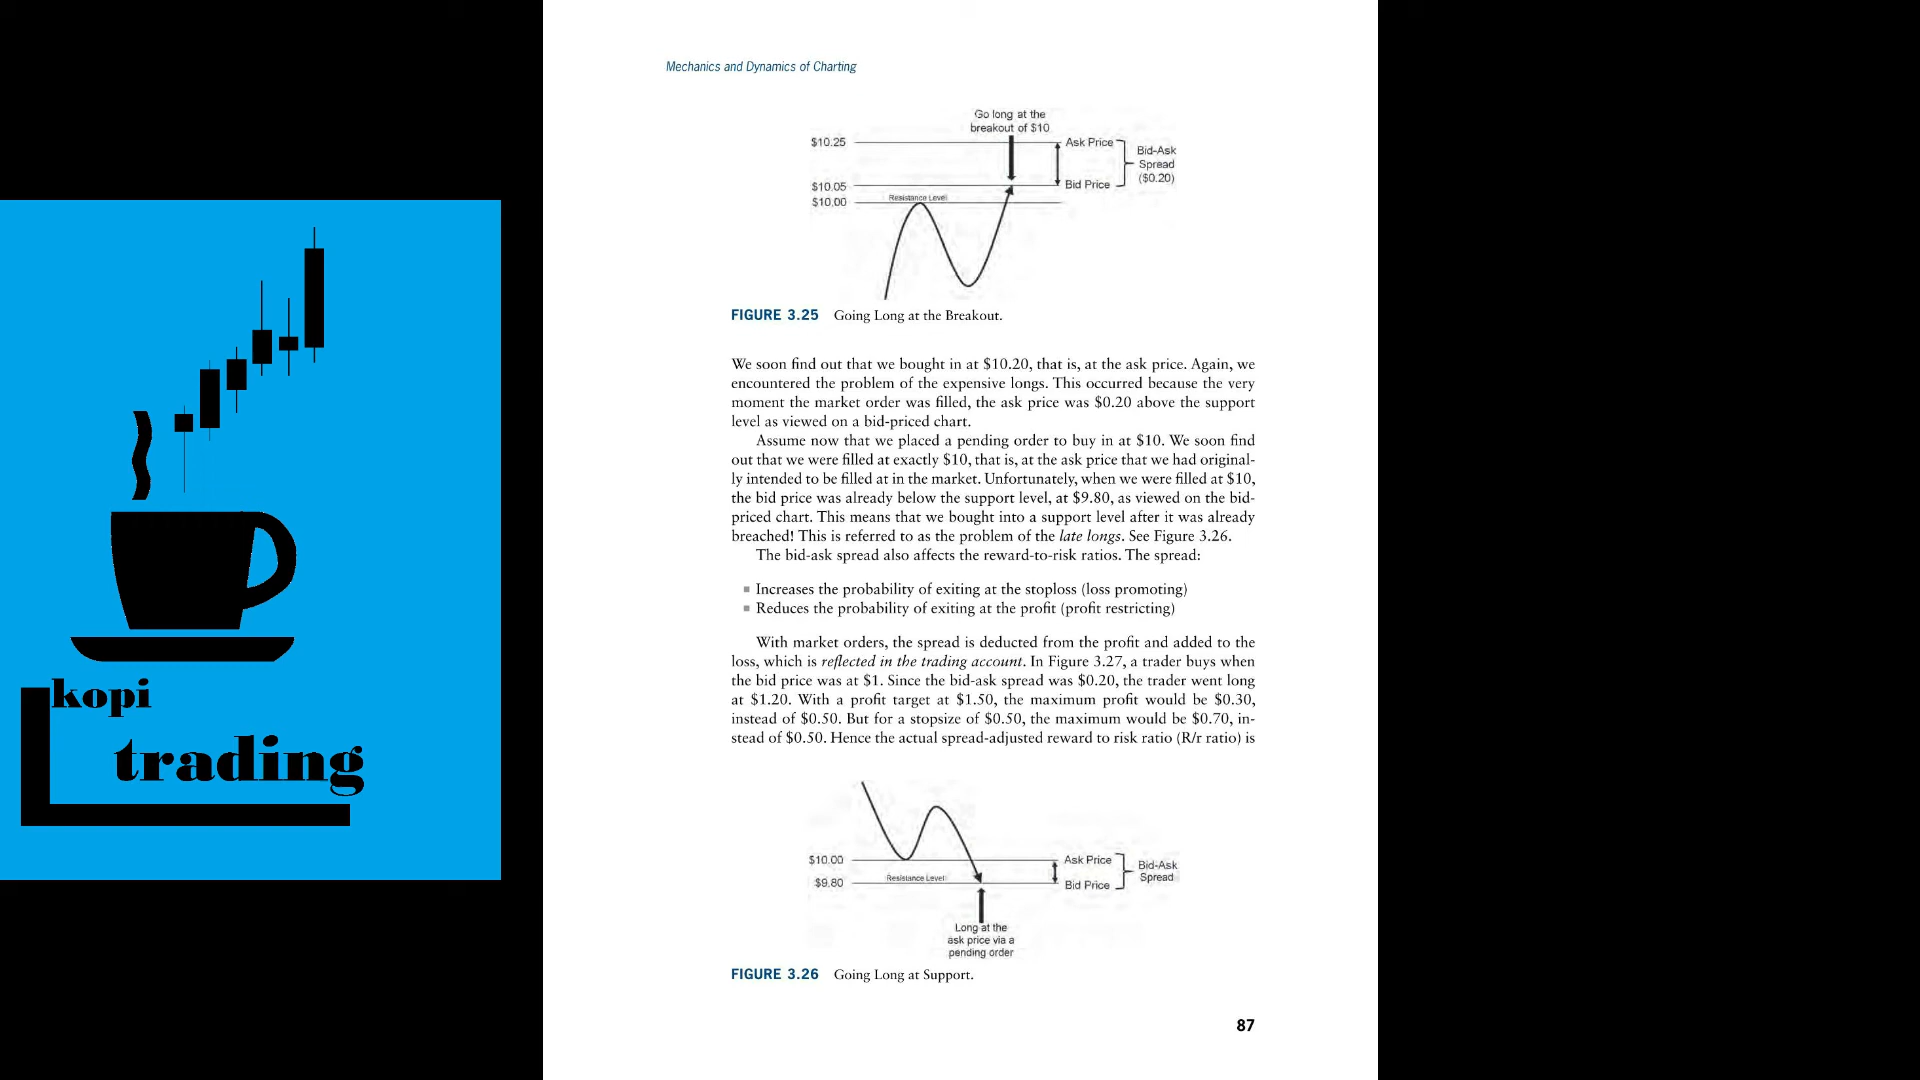 kopi
trading
Mechanics and Dynamics of Charting
Go long at the
breakout of $10
$10.25
Ask Price
Bid-Ask
Spread
($0.20)
$10.05
Bid Price
$10.00
Resistance Level
FIGURE 3.25 Going Long at the Breakout.
We soon find out that we bought in at $10.20, that is, at the ask price. Again, we
encountered the problem of the expensive longs. This occurred because the very
moment the market order was filled, the ask price was $0.20 above the support
level as viewed on a bid-priced chart.
Assume now that we placed a pending order to buy in at $10. We soon find
out that we were filled at exactly $10, that is, at the ask price that we had original-
ly intended to be filled at in the market. Unfortunately, when we were filled at $10,
the bid price was already below the support level, at $9.80, as viewed on the bid-
priced chart. This means that we bought into a support level after it was already
breached! This is referred to as the problem of the late longs. See Figure 3.26.
The bid-ask spread also affects the reward-to-risk ratios. The spread:
▪ Increases the probability of exiting at the stoploss (loss promoting)
▪ Reduces the probability of exiting at the profit (profit restricting)
With market orders, the spread is deducted from the profit and added to the
loss, which is reflected in the trading account. In Figure 3.27, a trader buys when
the bid price was at $1. Since the bid-ask spread was $0.20, the trader went long
at $1.20. With a profit target at $1.50, the maximum profit would be $0.30,
instead of $0.50. But for a stopsize of $0.50, the maximum would be $0.70, in-
stead of $0.50. Hence the actual spread-adjusted reward to risk ratio (R/r ratio) is
$10.00
Ask Price
Bid-Ask
Spread
$9.80
Resistance Level
Bid Price
Long at the
ask price via a
pending order
FIGURE 3.26 Going Long at Support.
87